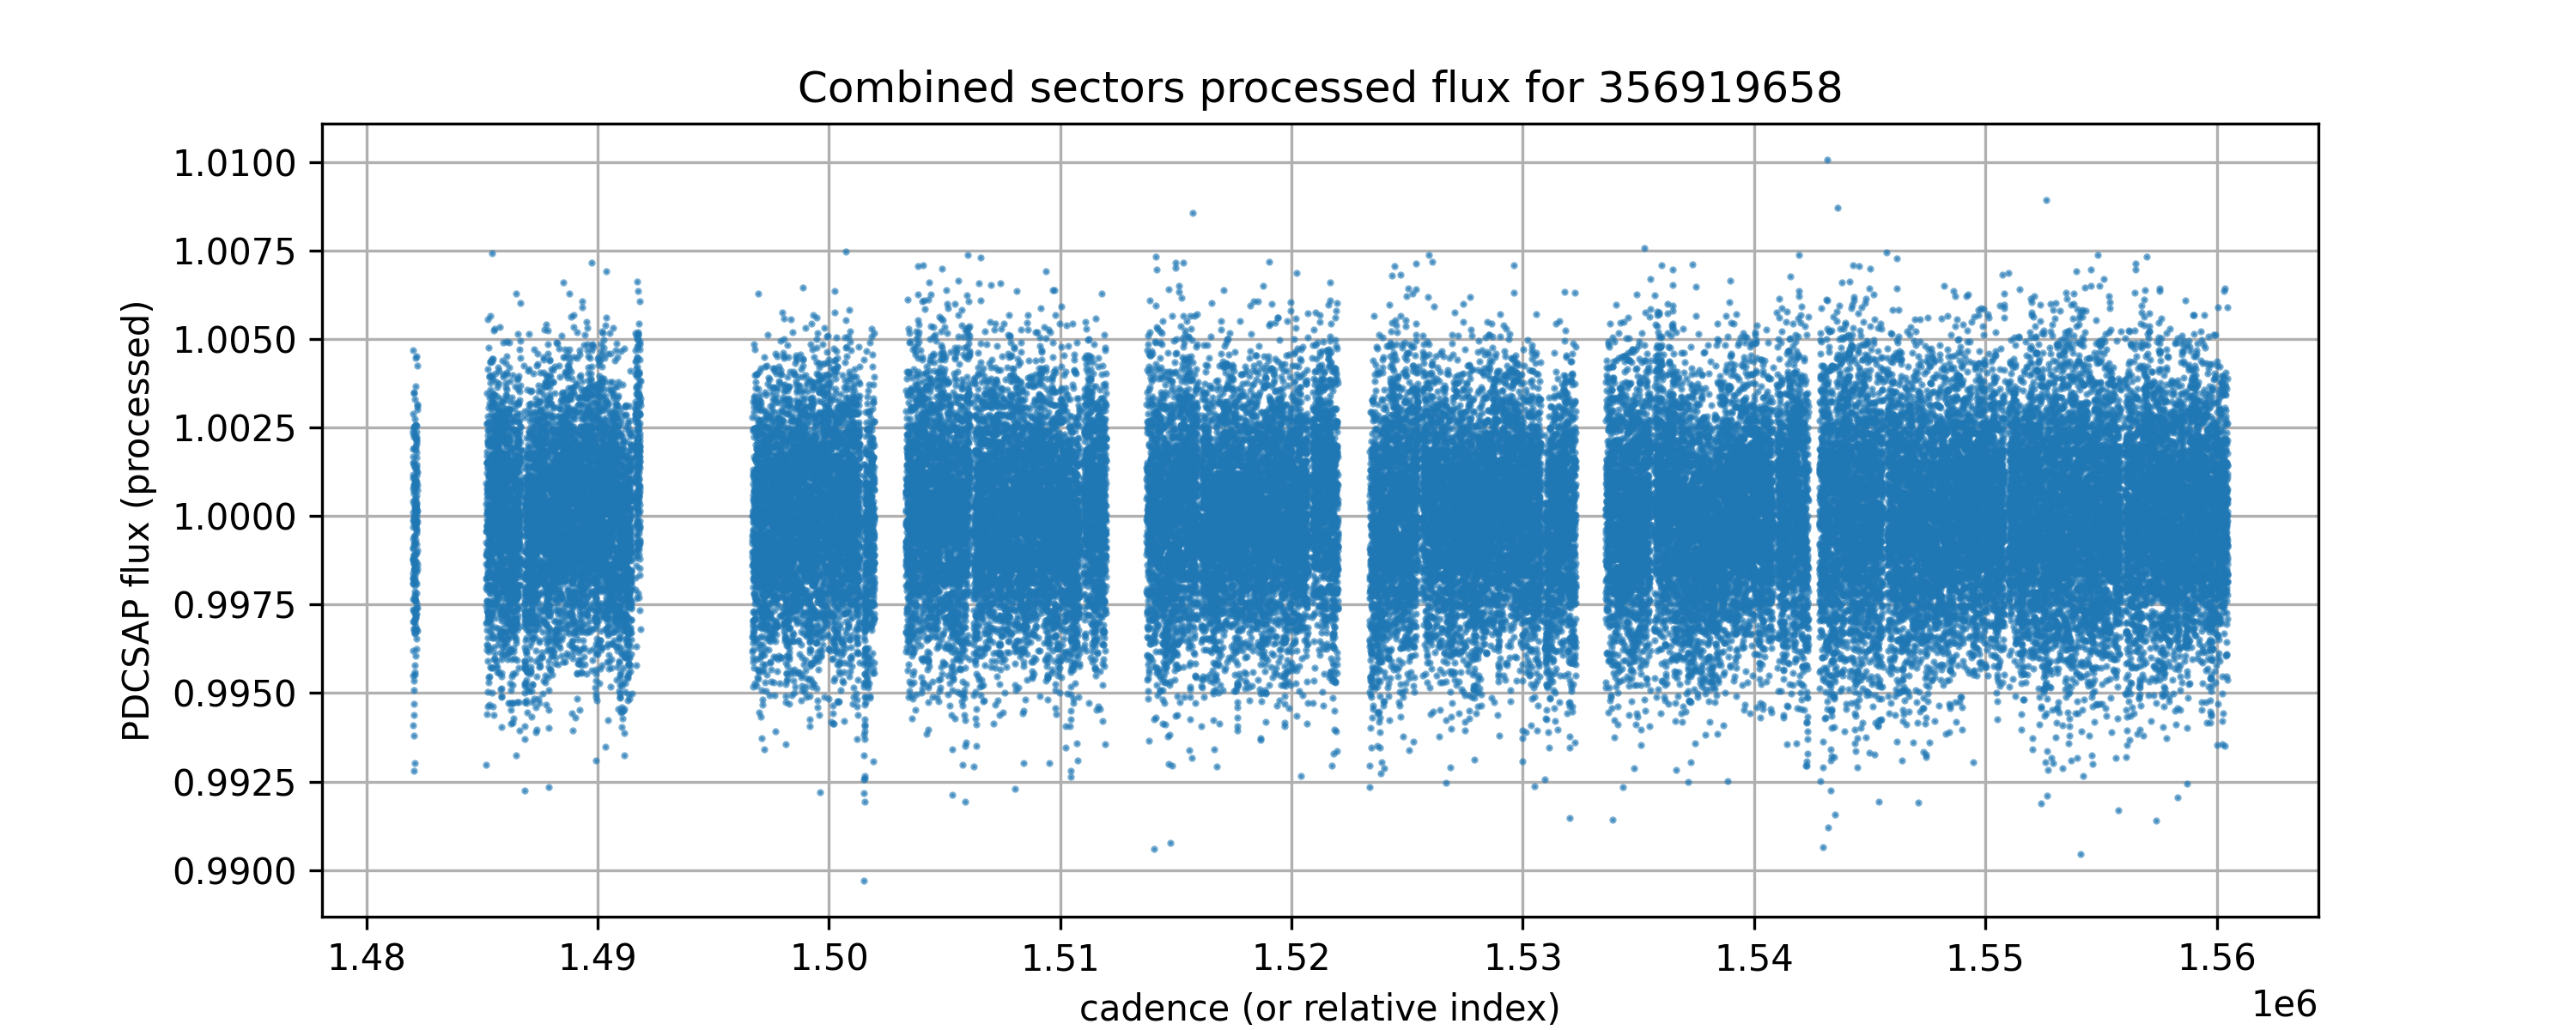 Combined sectors processed flux for 356919658
PDCSAP flux (processed)
1.0100
1.0075
1.0050
1.0025
1.0000
0.9975
0.9950
0.9925
0.9900
1.48 1.49 1.50 1.51 1.52 1.53 1.54 1.55 1.56
1e6
cadence (or relative index)